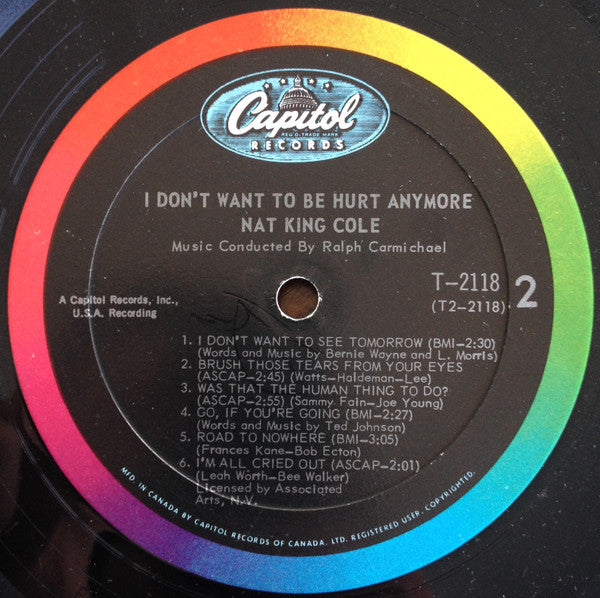 Capitol
REG. TRADE MARK
RECORDS
I DON'T WANT TO BE HURT ANYMORE
NAT KING COLE
Music Conducted By Ralph Carmichael
T-2118
(T2-2118)
2
A Capitol Records, Inc.,
U.S.A. Recording
1. I DON'T WANT TO SEE TOMORROW (BMI-2:30)
(Words and Music by Bernie Wayne and L. Morris)
2. BRUSH THOSE TEARS FROM YOUR EYES
(ASCAP-2:45) (Watts-Haldeman-Lee)
3. WAS THAT THE HUMAN THING TO DO?
(ASCAP-2:55) (Sammy Fain-Joe Young)
4. GO, IF YOU'RE GOING (BMI-2:27)
(Words and Music by Ted Johnson)
5. ROAD TO NOWHERE (BMI-3:05)
(Frances Kane-Bob Ecton)
6. I'M ALL CRIED OUT (ASCAP-2:01)
(Leah Worth-Bee Walker)
Licensed by Associated
Arts, N.V.
MFD. IN CANADA BY CAPITOL RECORDS OF CANADA, LTD. REGISTERED USER. COPYRIGHTED.